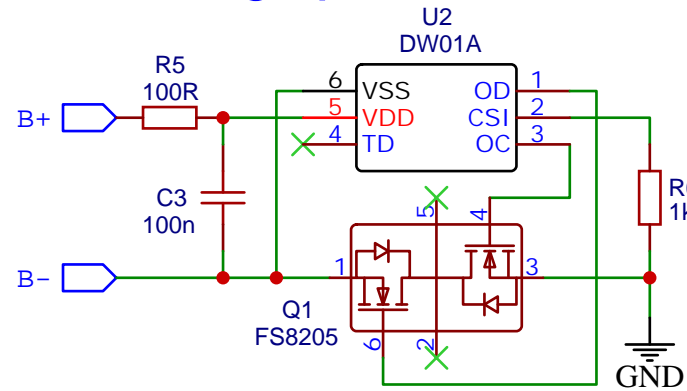 U2
DW01A
R5
100R
B+
6 VSS OD 1
5 VDD CSI 2
4 TD OC 3
C3
100n
1k
5
4
B-
1
3
Q1
FS8205
6
2
GND